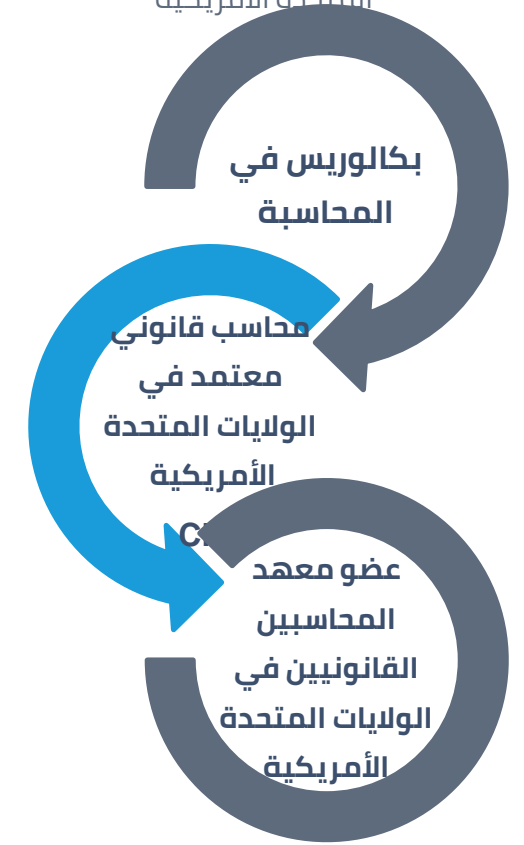 بكالوريس في
المحاسبة
محاسب قانوني
معتمد في
الولايات المتحدة
الأمريكية
عضو معهد
المحاسبين
القانونيين في
الولايات المتحدة
الأمريكية